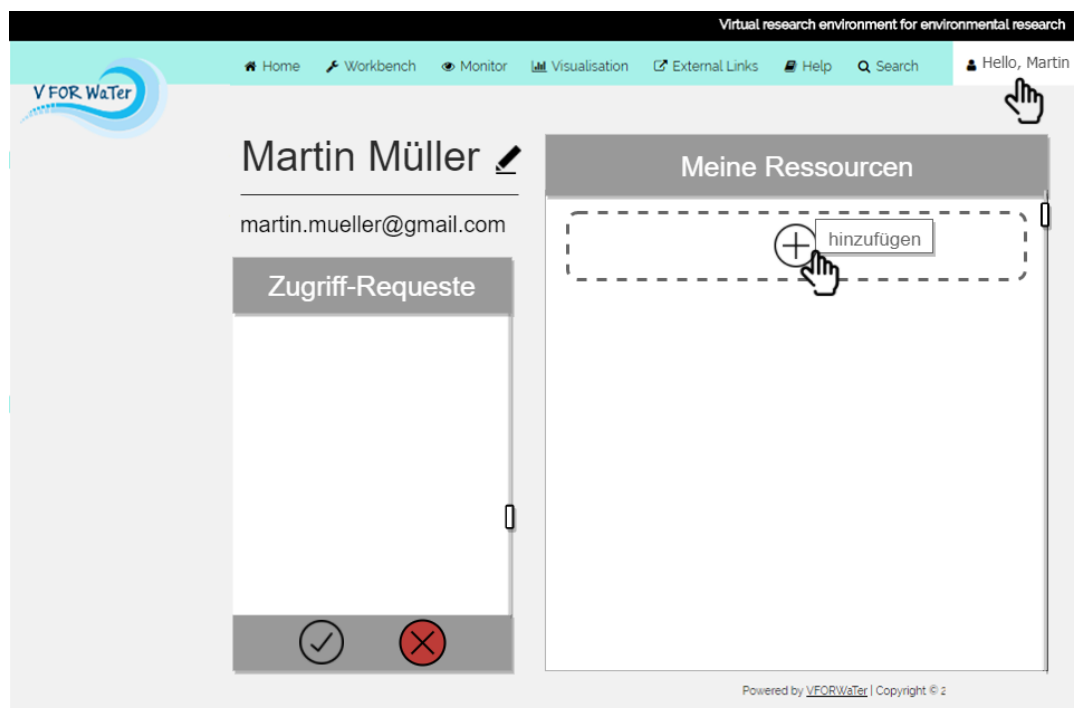 Virtual research environment for environmental research
V FOR WaTer
Home Workbench Monitor Visualisation External Links Help Search Hello, Martin
Martin Müller
martin.mueller@gmail.com
Zugriff-Requeste
Meine Ressourcen
hinzufügen
Powered by VFORWaTer | Copyright © 2